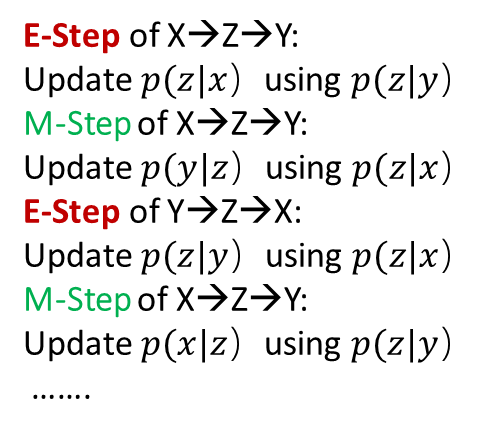 E-Step of X→Z→Y:
Update p(z|x) using p(z|y)
M-Step of X→Z→Y:
Update p(y|z) using p(z|x)
E-Step of Y→Z→X:
Update p(z|y) using p(z|x)
M-Step of X→Z→Y:
Update p(x|z) using p(z|y)
.......